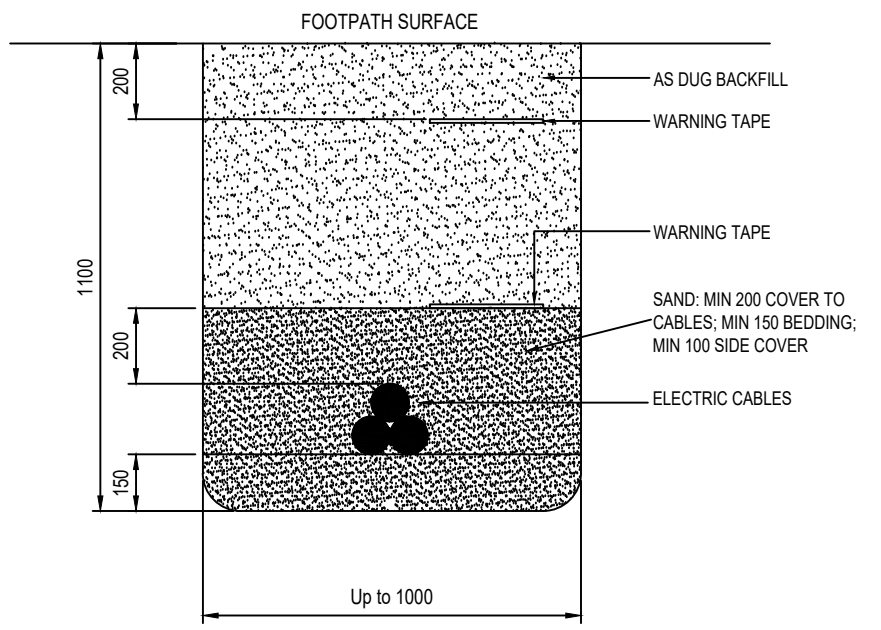 FOOTPATH SURFACE
200
AS DUG BACKFILL
WARNING TAPE
WARNING TAPE
1100
SAND: MIN 200 COVER TO
CABLES; MIN 150 BEDDING;
MIN 100 SIDE COVER
200
ELECTRIC CABLES
150
Up to 1000